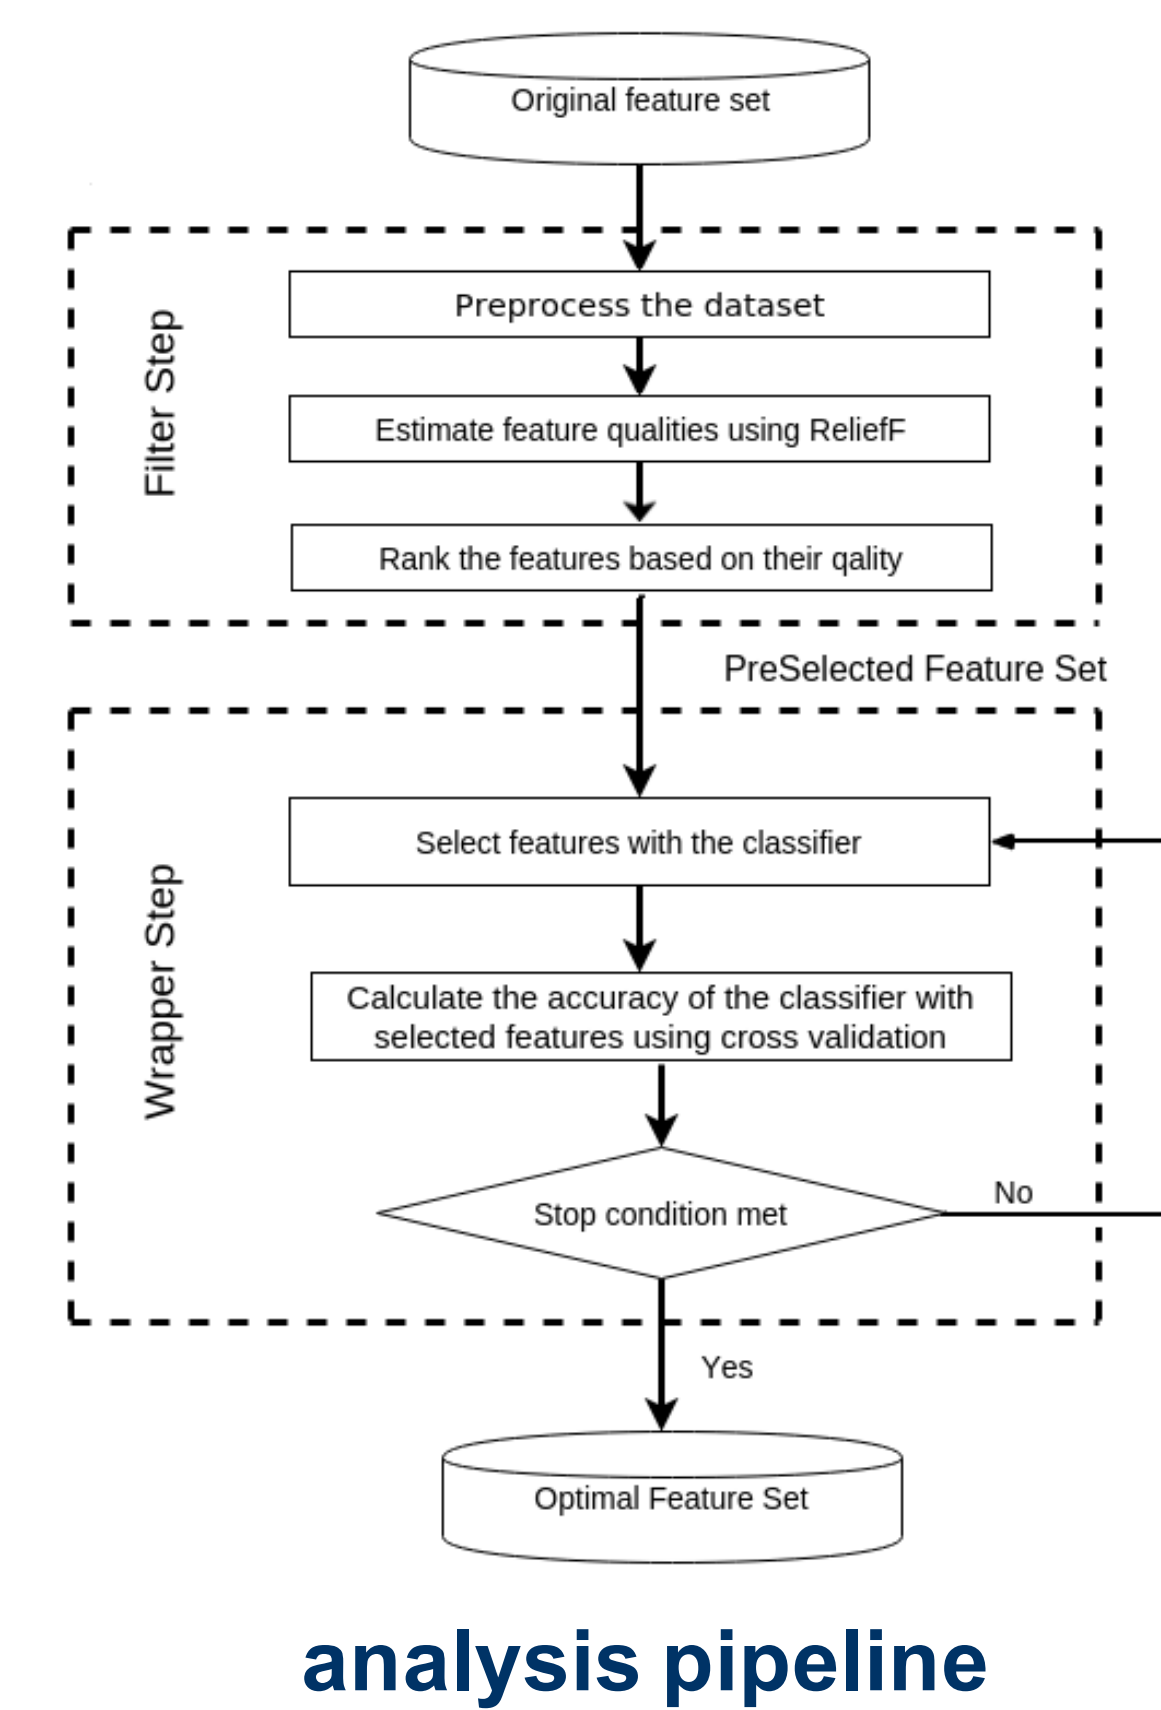 Original feature set
Filter Step
Preprocess the dataset
Estimate feature qualities using ReliefF
Rank the features based on their qality
PreSelected Feature Set
Wrapper Step
Select features with the classifier
Calculate the accuracy of the classifier with
selected features using cross validation
Stop condition met
No
Yes
Optimal Feature Set
analysis pipeline